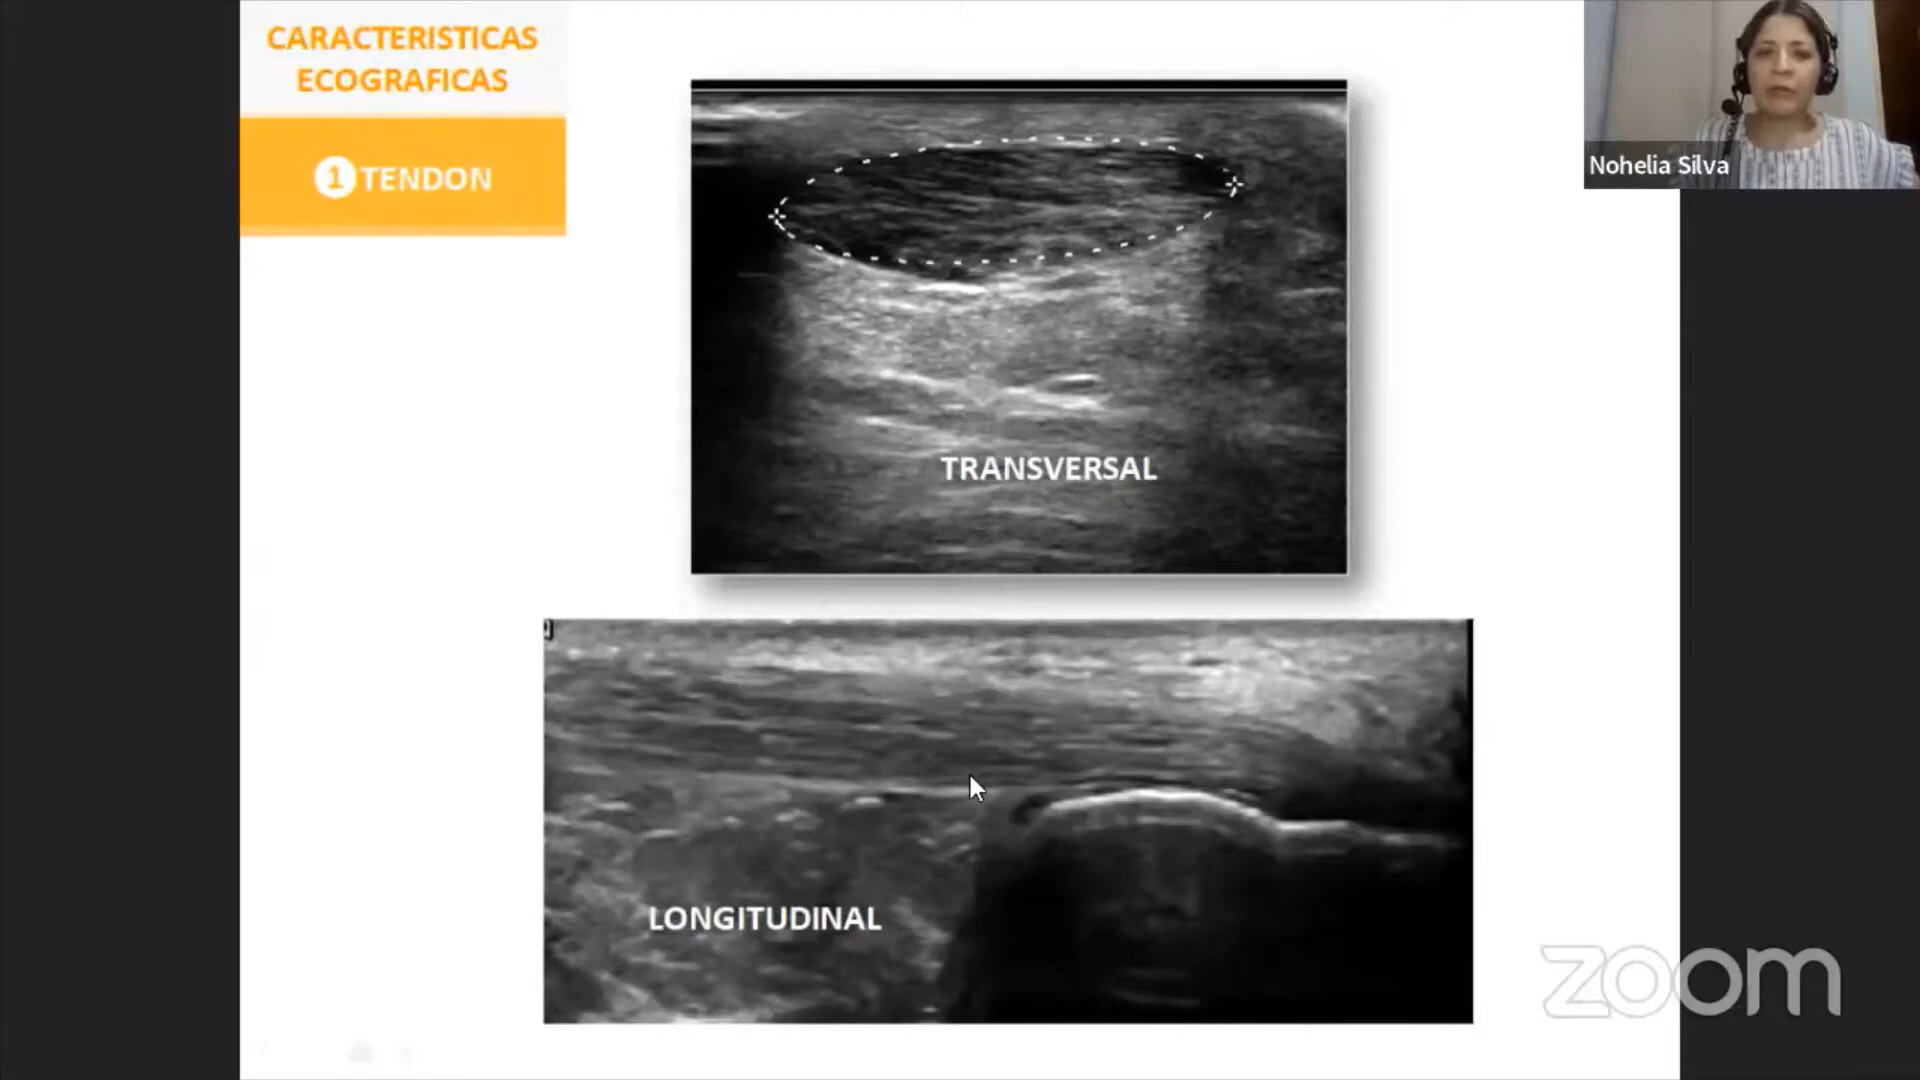 CARACTERISTICAS
ECOGRAFICAS
1 TENDON
Nohelia Silva
TRANSVERSAL
LONGITUDINAL
zoom